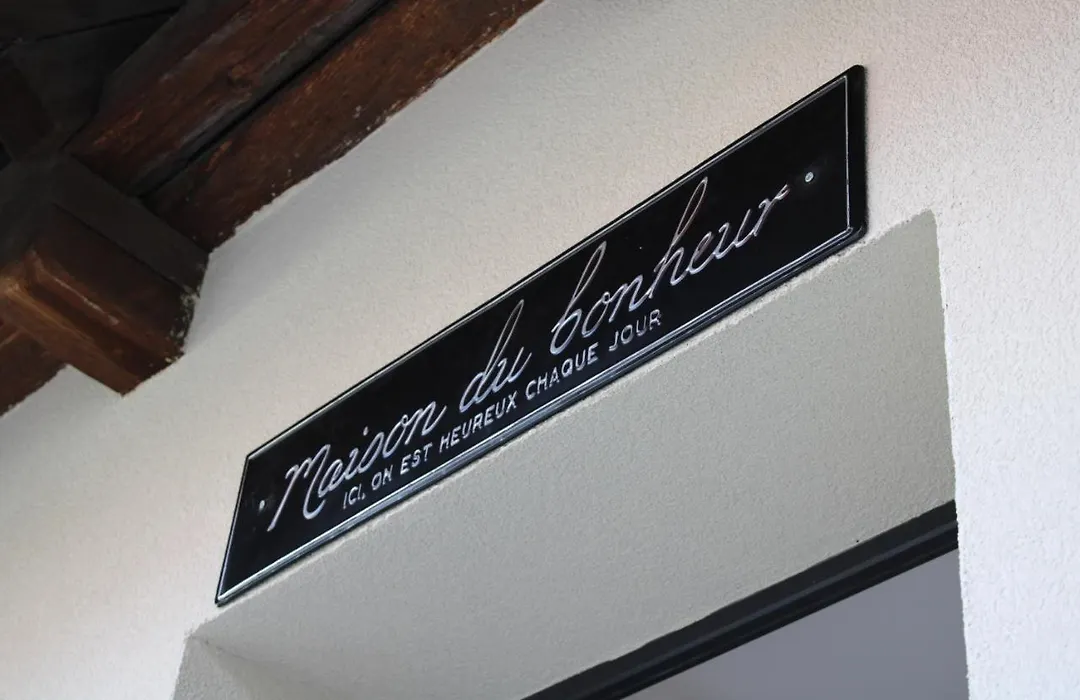 Maison du bonheur
ICI, ON EST HEUREUX CHAQUE JOUR